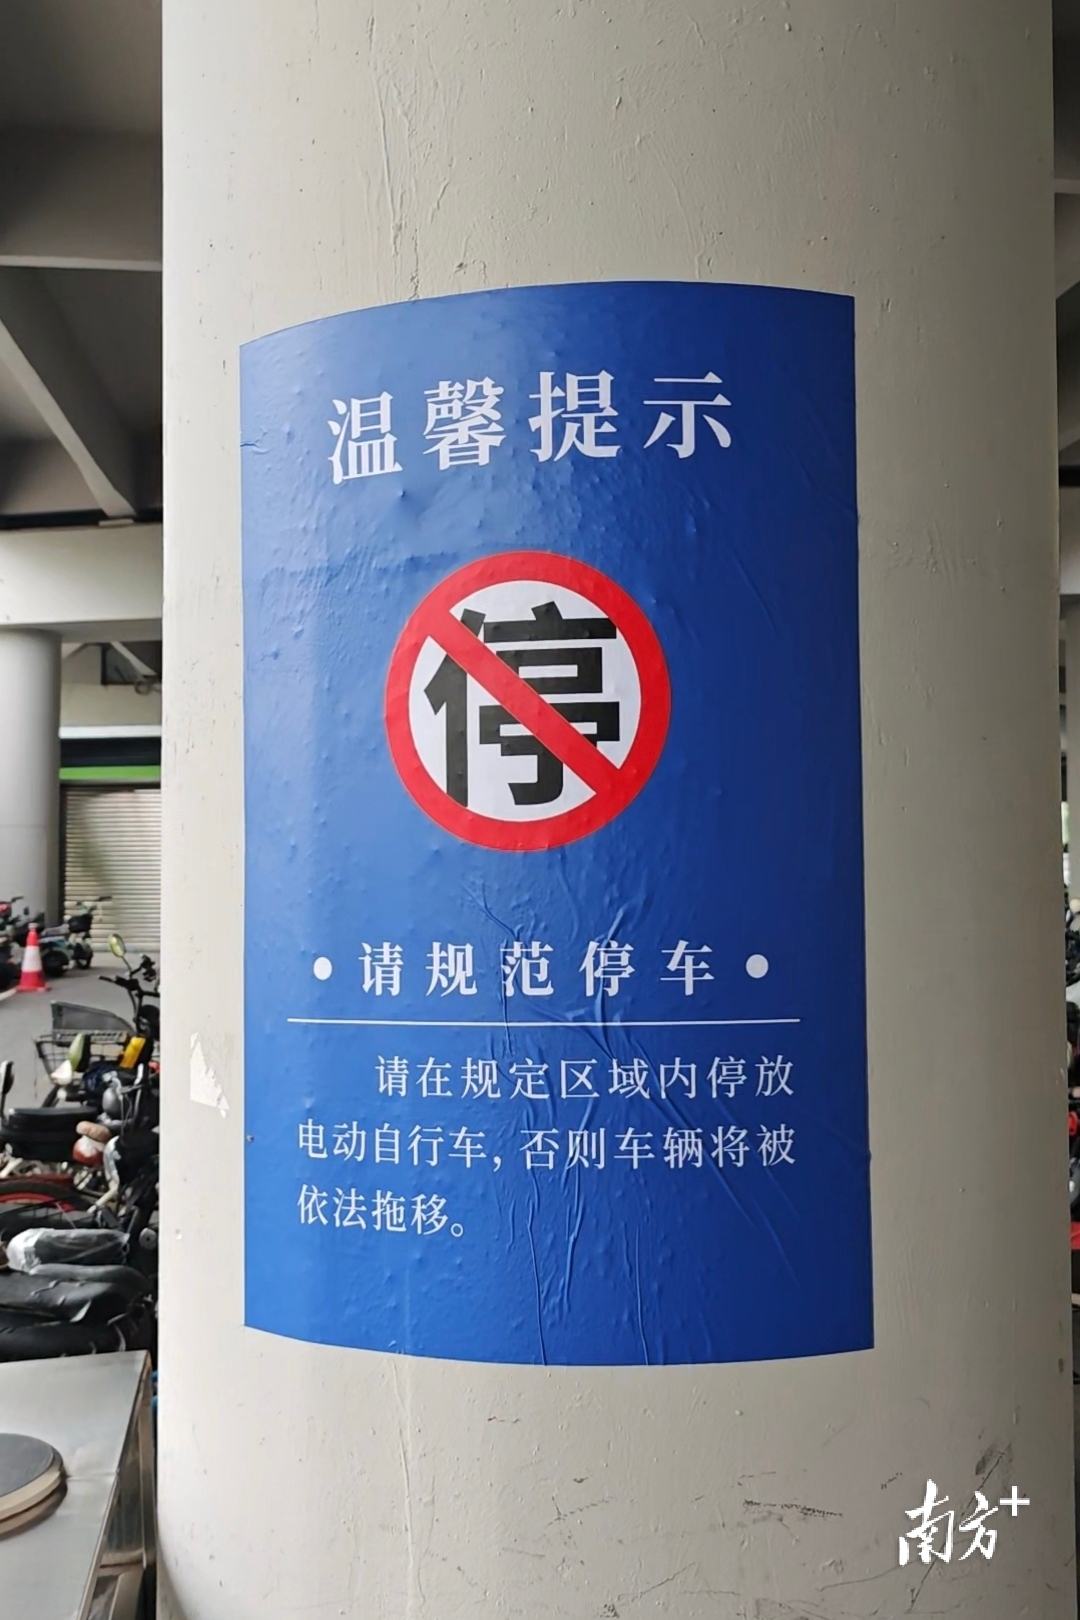 温馨提示
停
·请规范停车·
请在规定区域内停放
电动自行车，否则车辆将被
依法拖移。
南方+